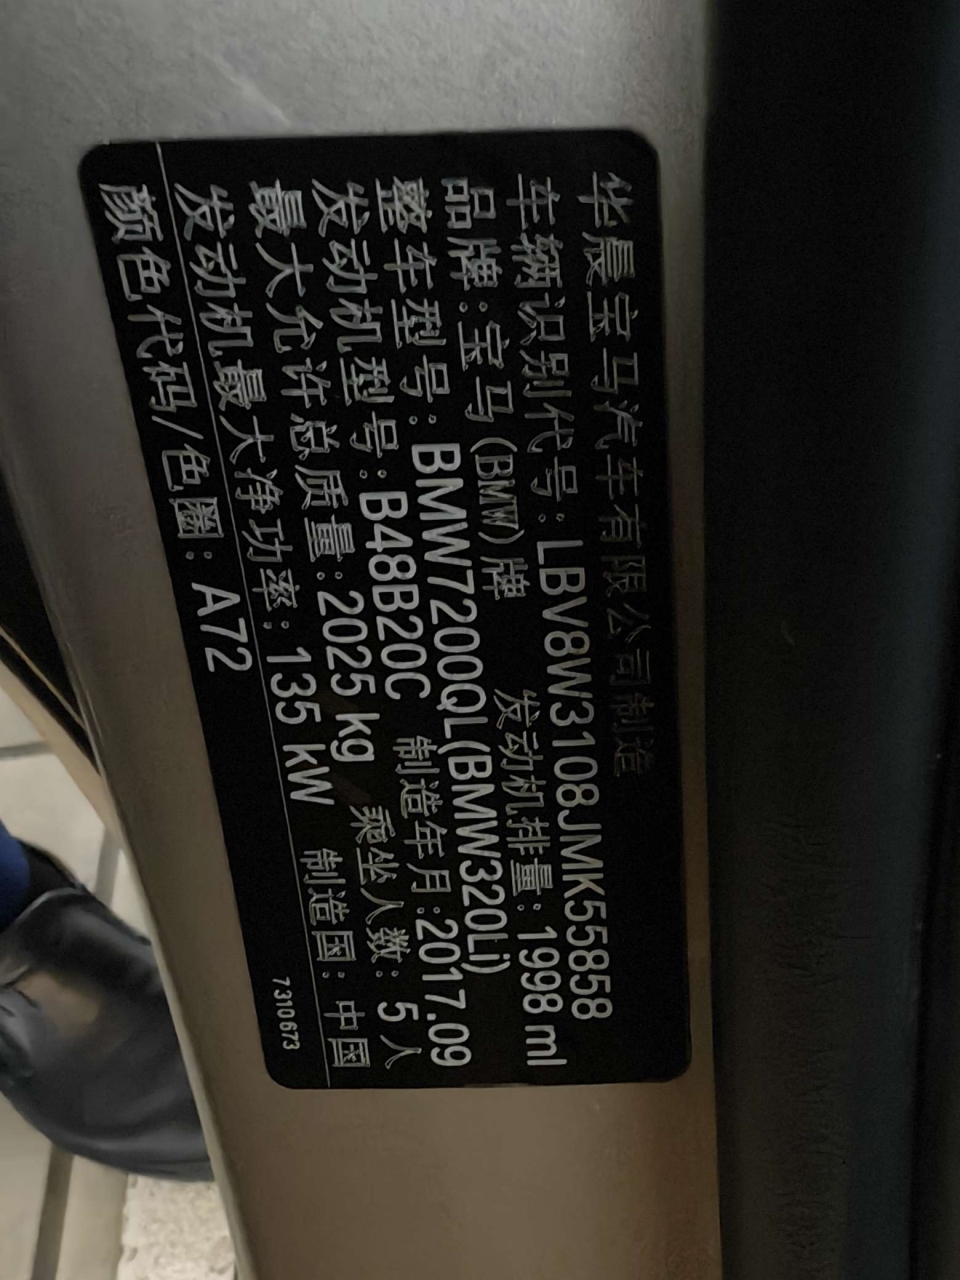 华晨宝马汽车有限公司制造
车辆识别代号: LBV8W3108JMK55858
品牌: 宝马(BMW)牌 发动机排量: 1998 ml
整车型号: BMW7200QL(BMW320Li)
发动机型号: B48B20C 制造年月: 2017.09
最大允许总质量: 2025 kg 乘坐人数: 5 人
发动机最大净功率: 135 kW 制造国: 中国
颜色代码/色圈: A72 7310673